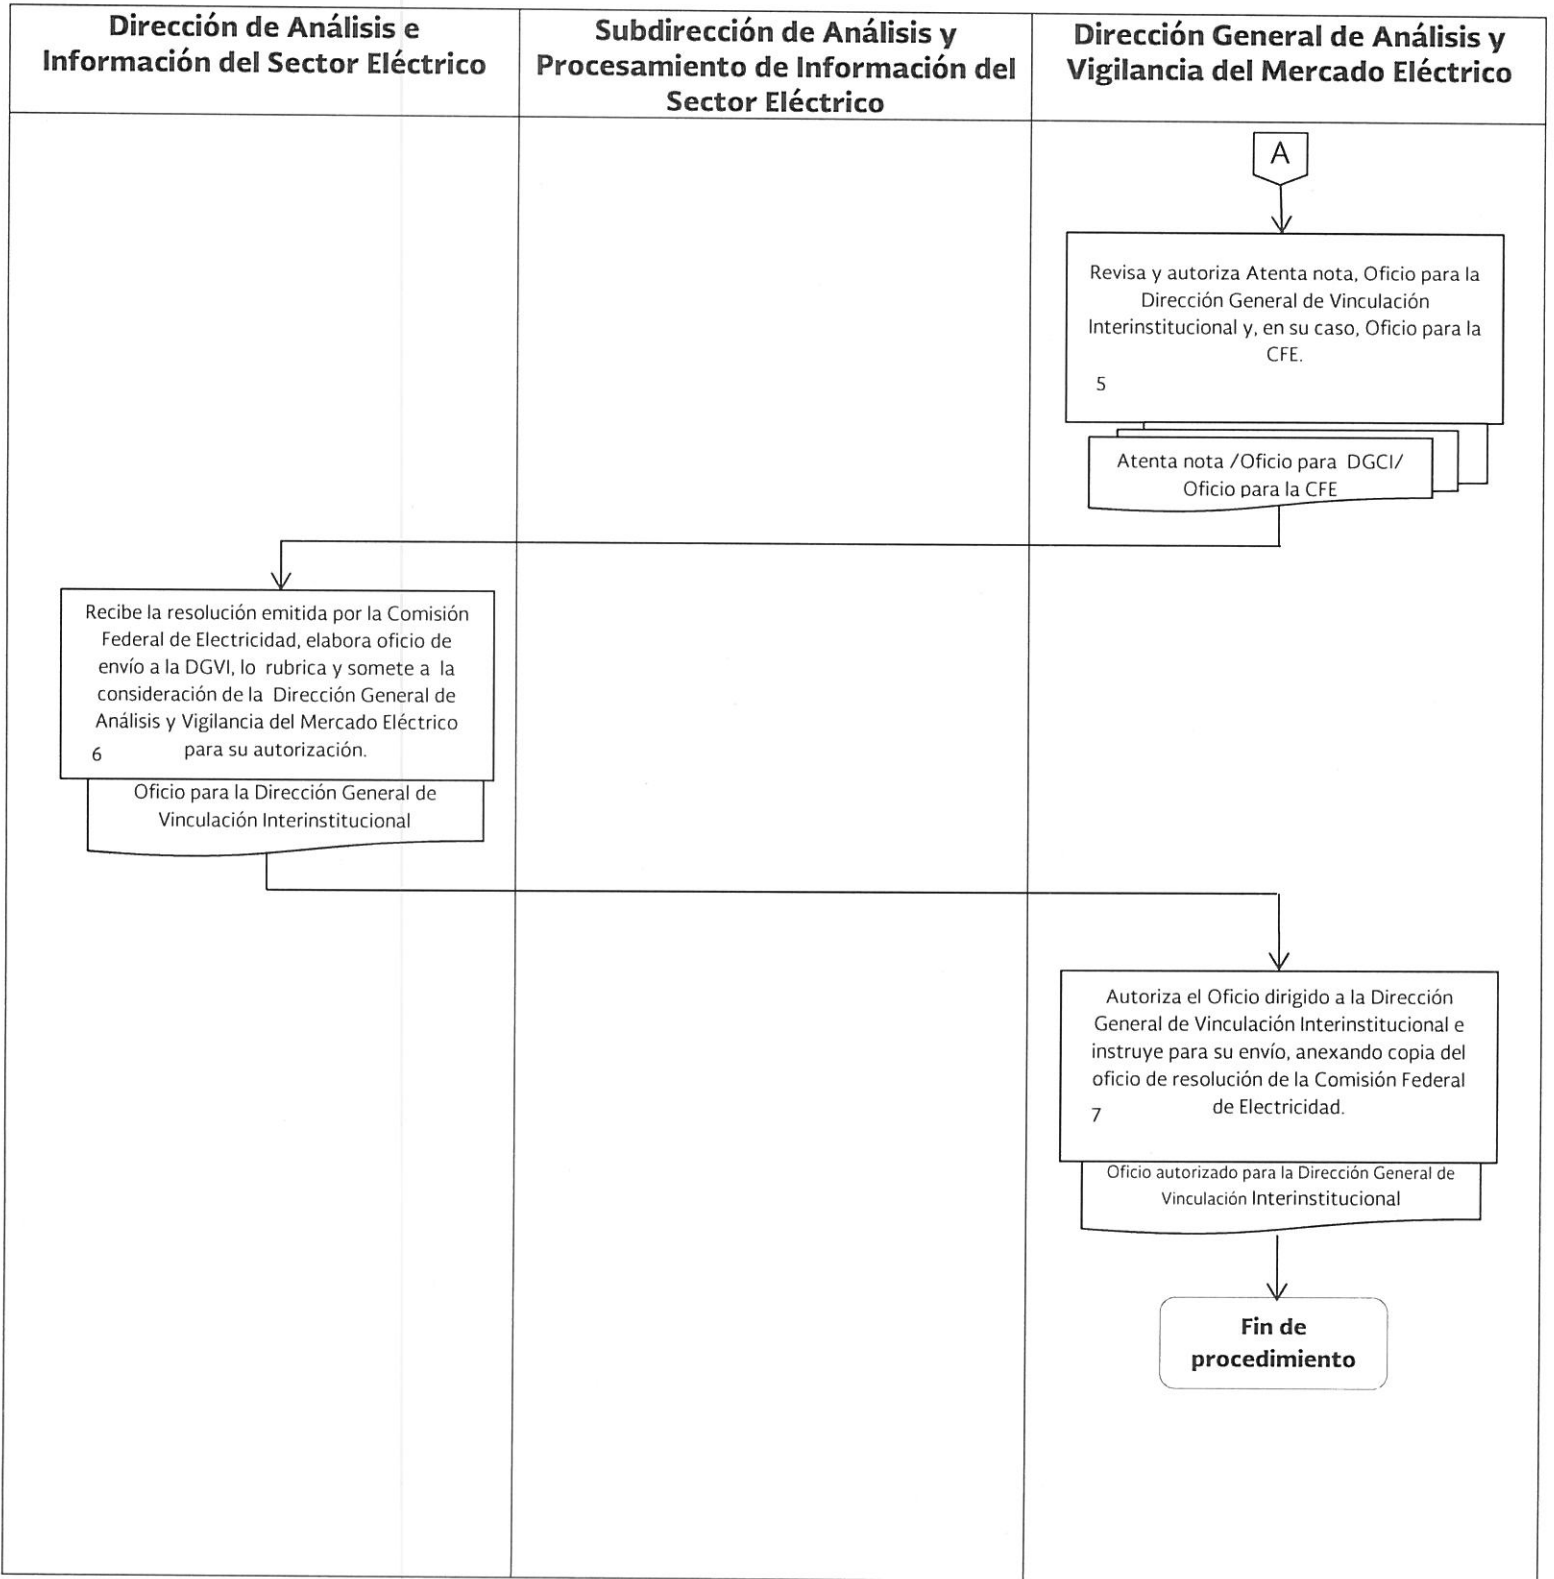 Dirección de Análisis e
Información del Sector Eléctrico
Subdirección de Análisis y
Procesamiento de Información del
Sector Eléctrico
Dirección General de Análisis y
Vigilancia del Mercado Eléctrico
A
Revisa y autoriza Atenta nota, Oficio para la
Dirección General de Vinculación
Interinstitucional y, en su caso, Oficio para la
CFE.
5
Atenta nota /Oficio para DGCI/
Oficio para la CFE
Recibe la resolución emitida por la Comisión
Federal de Electricidad, elabora oficio de
envío a la DGVI, lo rubrica y somete a la
consideración de la Dirección General de
Análisis y Vigilancia del Mercado Eléctrico
6 para su autorización.
Oficio para la Dirección General de
Vinculación Interinstitucional
Autoriza el Oficio dirigido a la Dirección
General de Vinculación Interinstitucional e
instruye para su envío, anexando copia del
oficio de resolución de la Comisión Federal
7 de Electricidad.
Oficio autorizado para la Dirección General de
Vinculación Interinstitucional
Fin de
procedimiento